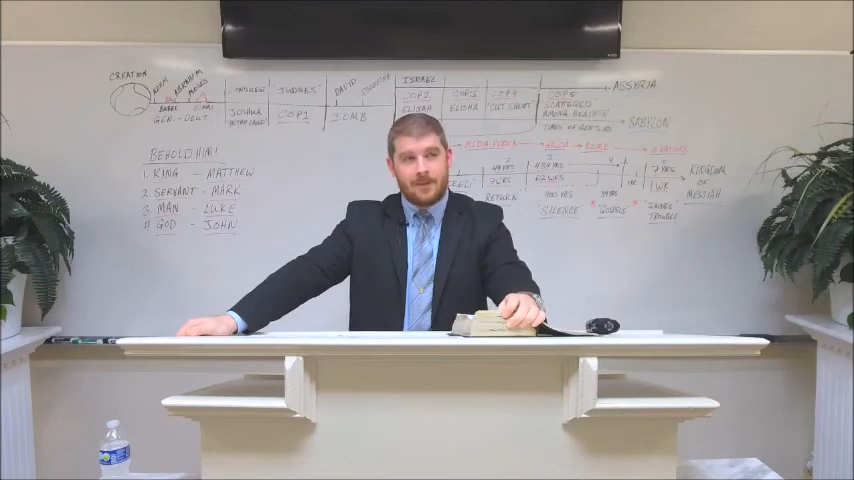 CREATION
ADAM
ABRAHAM
MOSES
BABEL
SINAI
GEN. - DEUT.
CONQUEST
JOSHUA
IN THE LAND
JUDGES
COP1
DAVID
SOLOMON
ISRAEL
COP2
ELIJAH
COP3
ELISHA
COP4
"CUT SHORT"
COP5
SCATTERED
AMONG HEATHEN
TIMES OF GENTILES
ASSYRIA
BABYLON
MEDIA-PERSIA
GREECE
ROME
BEHOLD HIM!
1. KING - MATTHEW
2 SERVANT - MARK
3 MAN - LUKE
4 GOD - JOHN
49 YRS
7 WKS
434 YRS
62 WKS
7 YRS
1 WK
RETURN
400 YRS
"SILENCE"
"GOSPELS"
"JACOB'S
TROUBLE"
KINGDOM
OF
MESSIAH